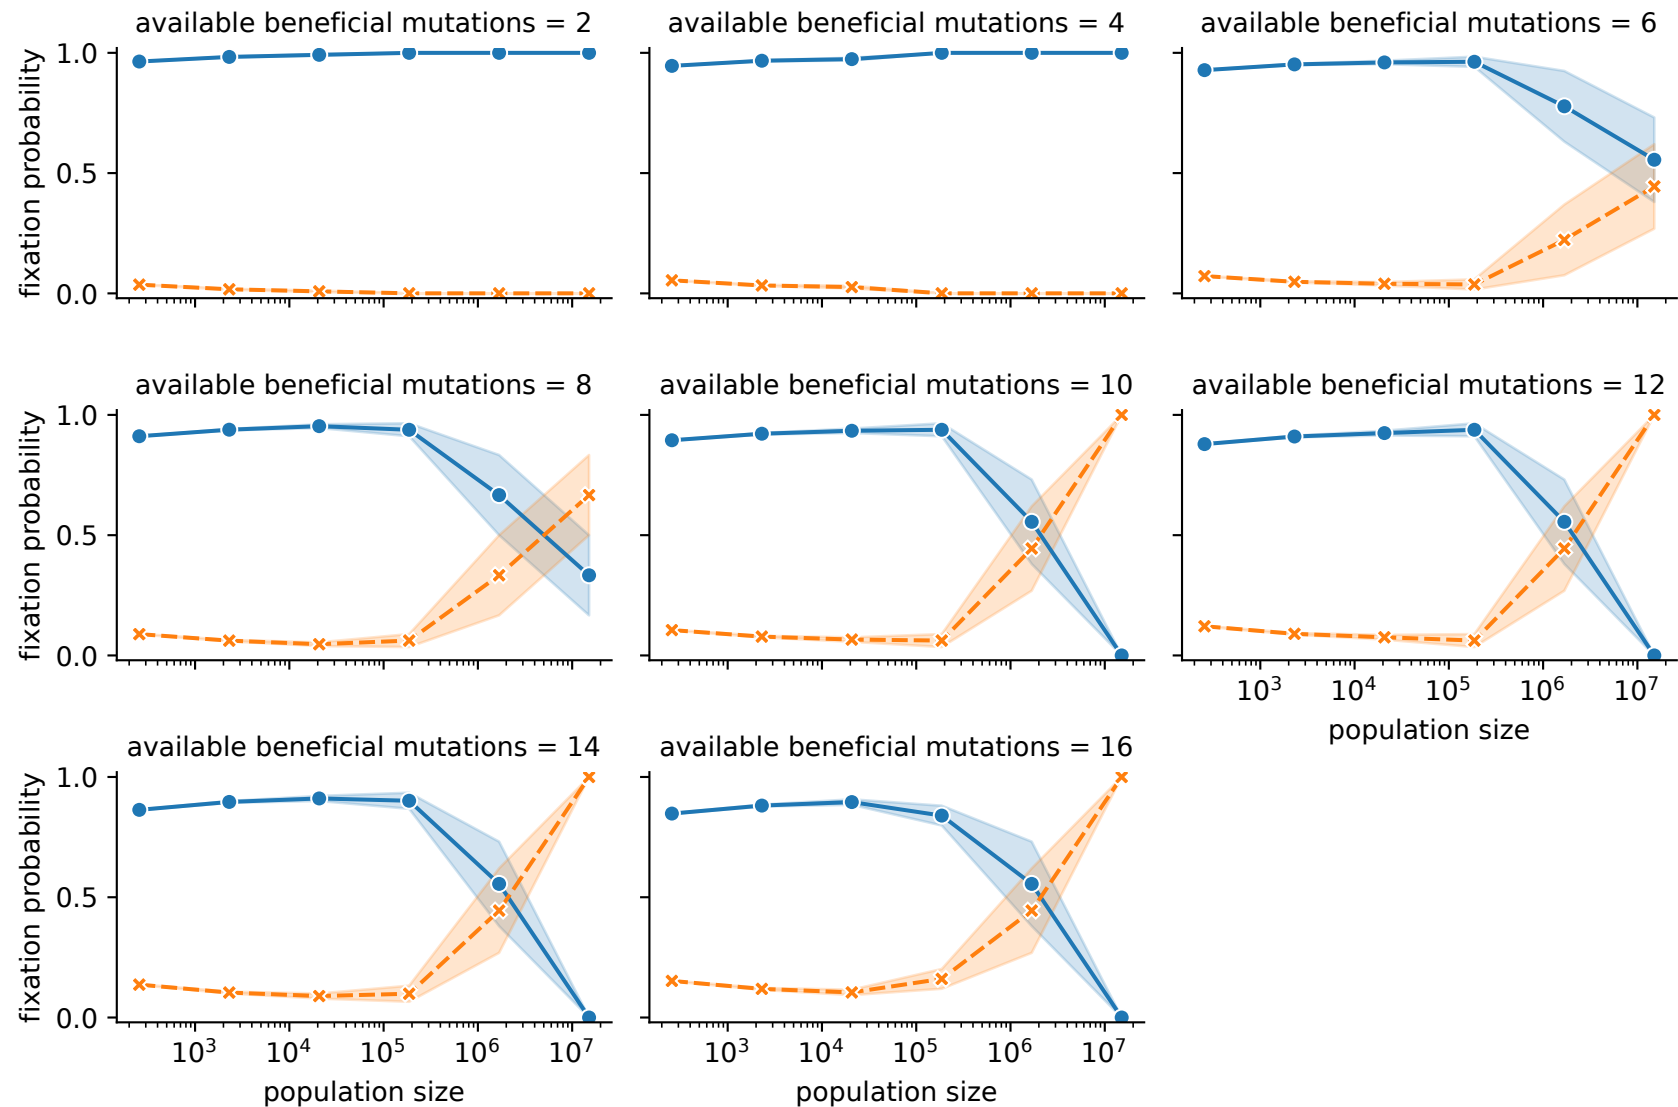 available beneficial mutations = 2
available beneficial mutations = 4
available beneficial mutations = 6
fixation probability
1.0
0.5
0.0
available beneficial mutations = 8
available beneficial mutations = 10
available beneficial mutations = 12
fixation probability
1.0
0.5
0.0
10³ 10⁴ 10⁵ 10⁶ 10⁷
population size
available beneficial mutations = 14
available beneficial mutations = 16
fixation probability
1.0
0.5
0.0
10³ 10⁴ 10⁵ 10⁶ 10⁷
10³ 10⁴ 10⁵ 10⁶ 10⁷
population size
population size